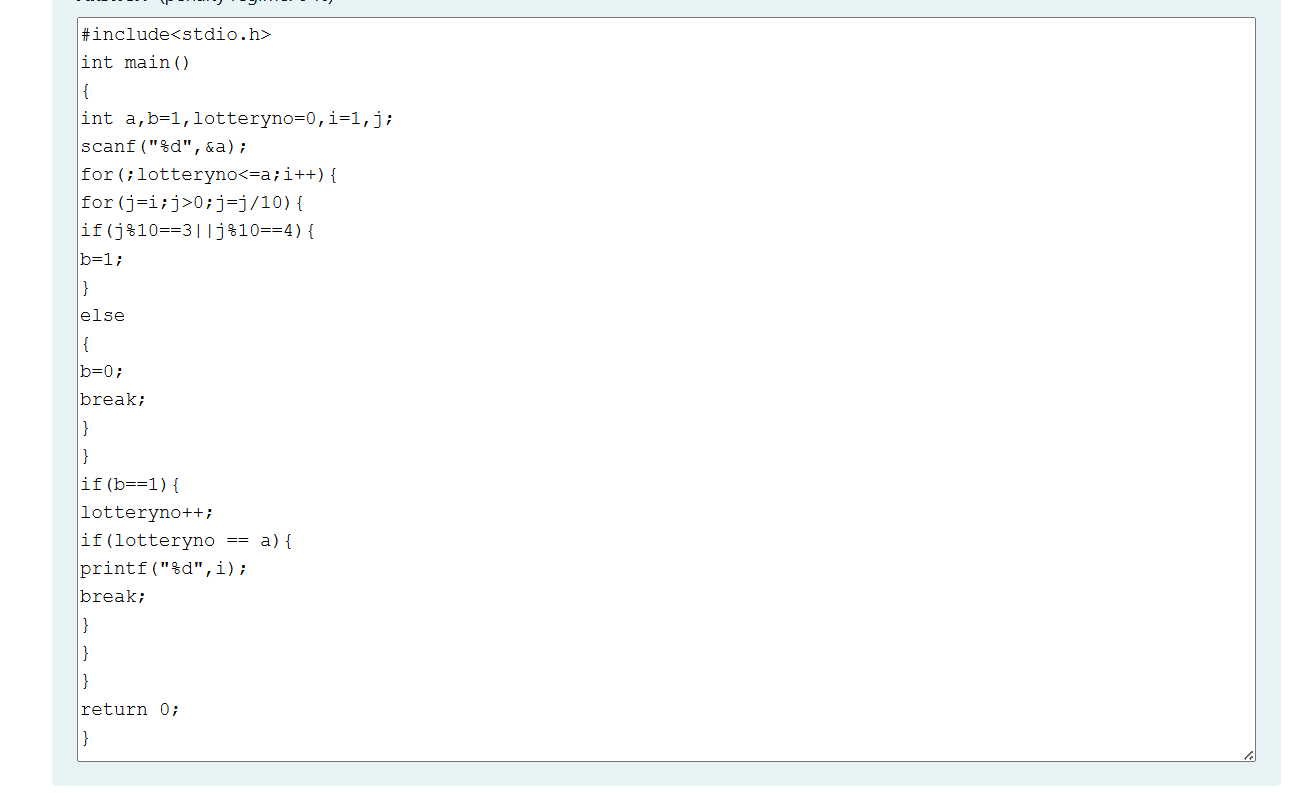 #include<stdio.h>
int main()
{
int a,b=1,lotteryno=0,i=1,j;
scanf("%d",&a);
for(;lotteryno<=a;i++){
for(j=i;j>0;j=j/10){
if(j%10==3||j%10==4){
b=1;
}
else
{
b=0;
break;
}
}
if(b==1){
lotteryno++;
if(lotteryno == a){
printf("%d",i);
break;
}
}
}
return 0;
}